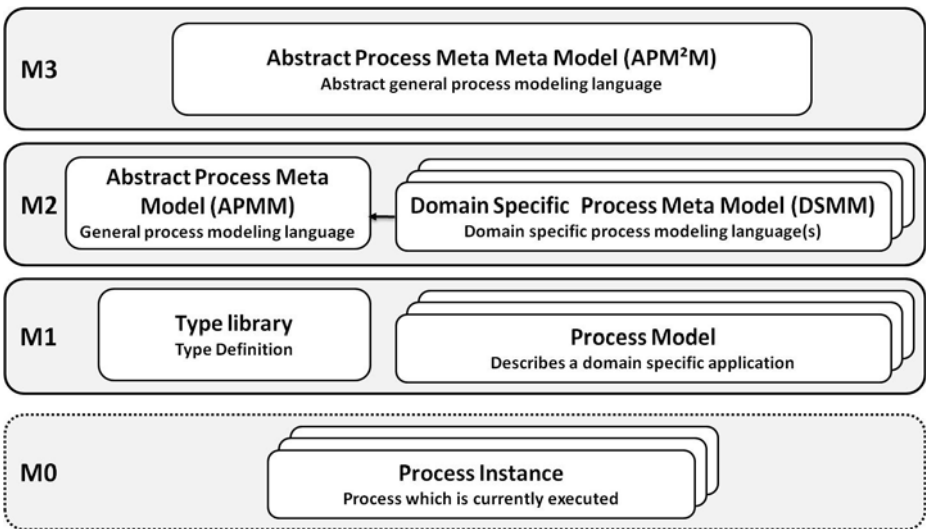 M3
Abstract Process Meta Meta Model (APM²M)
Abstract general process modeling language
M2
Abstract Process Meta
Model (APMM)
General process modeling language
Domain Specific Process Meta Model (DSMM)
Domain specific process modeling language(s)
M1
Type library
Type Definition
Process Model
Describes a domain specific application
M0
Process Instance
Process which is currently executed